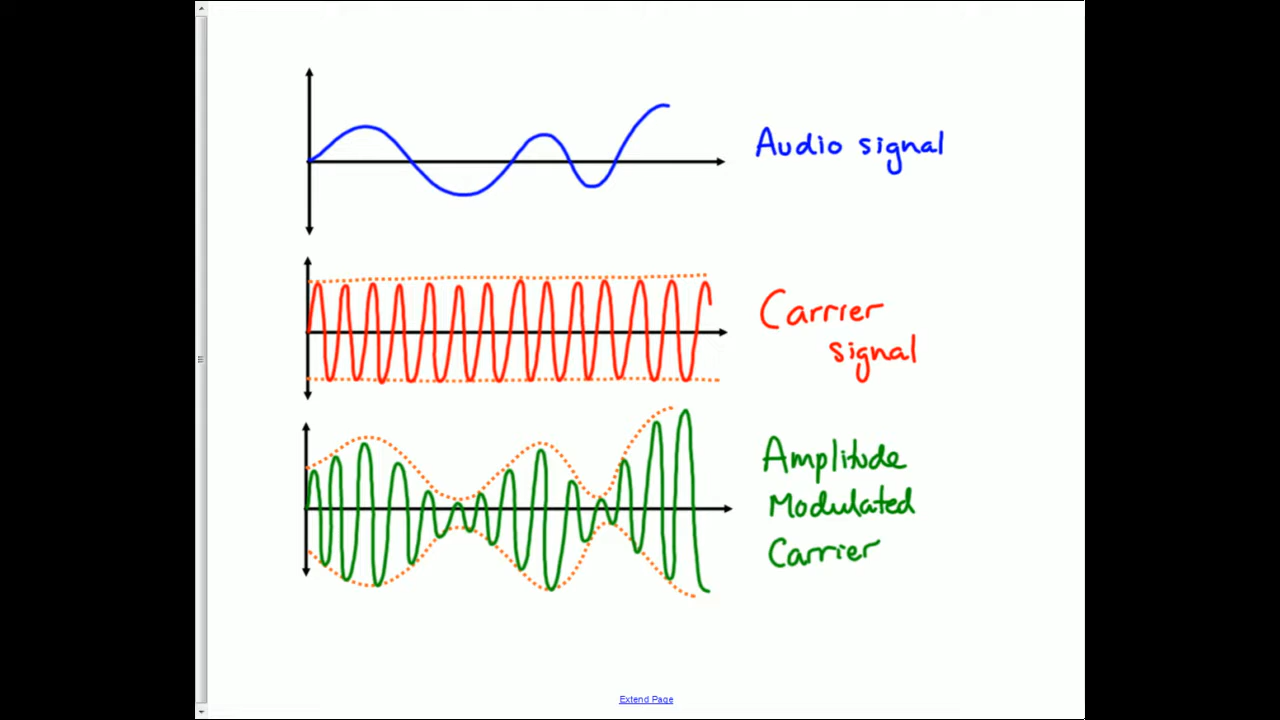 Audio signal
Carrier
signal
Amplitude
Modulated
Carrier
Extend Page